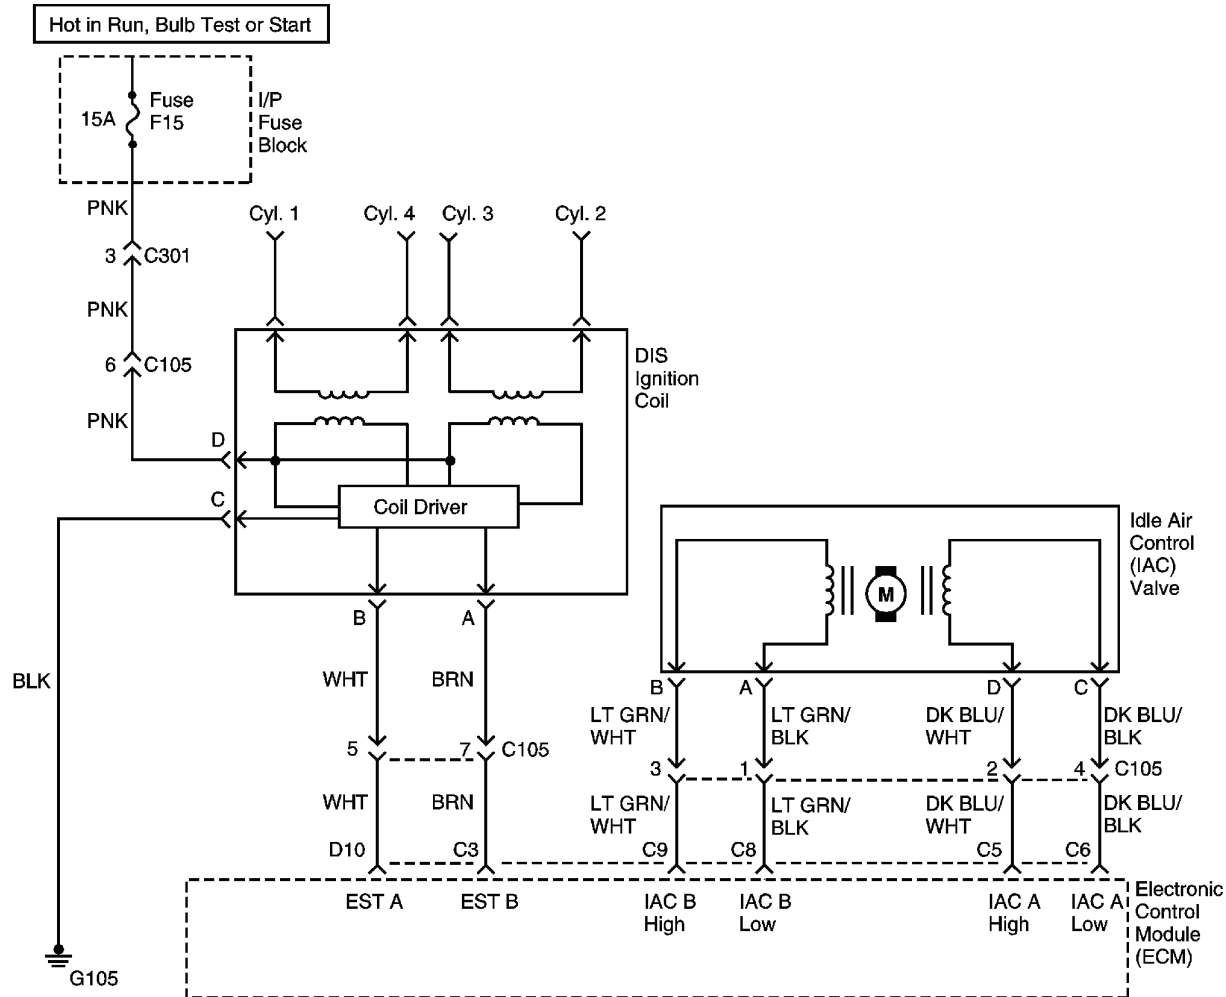 Hot in Run, Bulb Test or Start
15A
Fuse
F15
I/P
Fuse
Block
PNK
3
C301
PNK
6
C105
PNK
Cyl. 1
Cyl. 4
Cyl. 3
Cyl. 2
DIS
Ignition
Coil
D
C
Coil Driver
B
A
Idle Air
Control
(IAC)
Valve
M
BLK
WHT
BRN
B
A
D
C
LT GRN/
WHT
LT GRN/
BLK
DK BLU/
WHT
DK BLU/
BLK
5
7
C105
3
1
2
4
C105
WHT
BRN
LT GRN/
WHT
LT GRN/
BLK
DK BLU/
WHT
DK BLU/
BLK
D10
C3
C9
C8
C5
C6
EST A
EST B
IAC B
High
IAC B
Low
IAC A
High
IAC A
Low
Electronic
Control
Module
(ECM)
G105